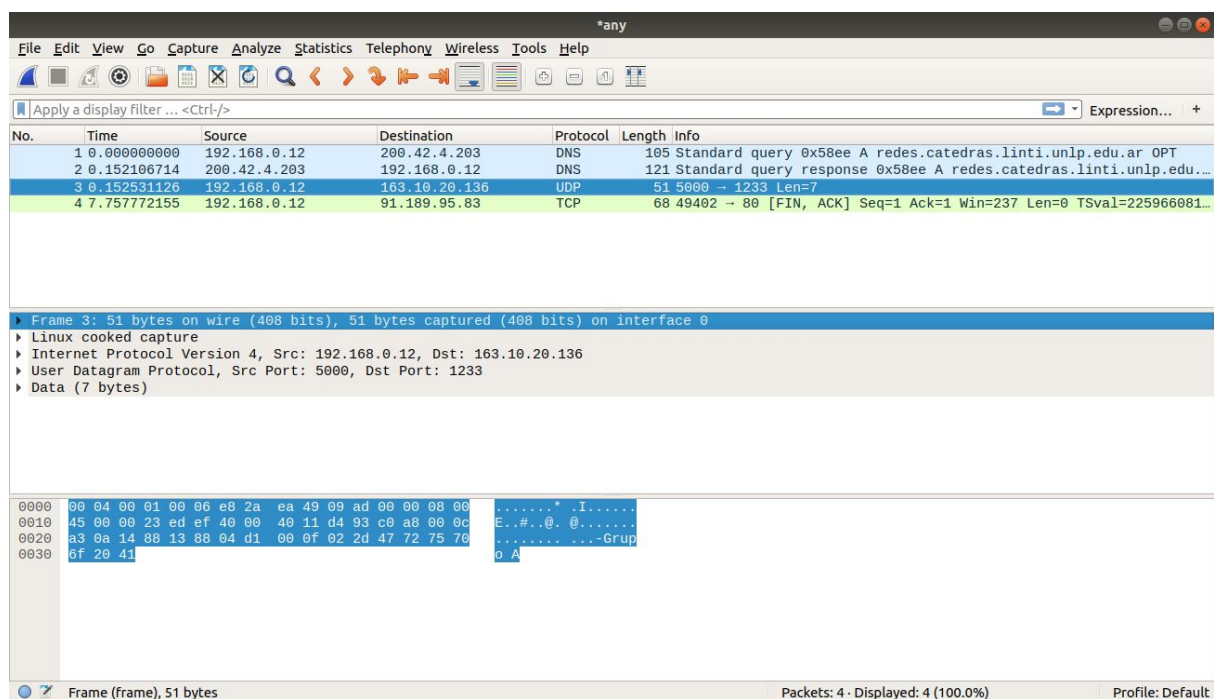 *any
File Edit View Go Capture Analyze Statistics Telephony Wireless Tools Help
Apply a display filter ... <Ctrl-/> Expression... +
No. Time Source Destination Protocol Length Info
1 0.000000000 192.168.0.12 200.42.4.203 DNS 105 Standard query 0x58ee A redes.catedras.linti.unlp.edu.ar OPT
2 0.152106714 200.42.4.203 192.168.0.12 DNS 121 Standard query response 0x58ee A redes.catedras.linti.unlp.edu.…
3 0.152531126 192.168.0.12 163.10.20.136 UDP 51 5000 → 1233 Len=7
4 7.757772155 192.168.0.12 91.189.95.83 TCP 68 49402 → 80 [FIN, ACK] Seq=1 Ack=1 Win=237 Len=0 TSval=225966081…
Frame 3: 51 bytes on wire (408 bits), 51 bytes captured (408 bits) on interface 0
Linux cooked capture
Internet Protocol Version 4, Src: 192.168.0.12, Dst: 163.10.20.136
User Datagram Protocol, Src Port: 5000, Dst Port: 1233
Data (7 bytes)
0000 00 04 00 01 00 06 e8 2a ea 49 09 ad 00 00 08 00 .......* .I......
0010 45 00 00 23 ed ef 40 00 40 11 d4 93 c0 a8 00 0c E..#..@. @.......
0020 a3 0a 14 88 13 88 04 d1 00 0f 02 2d 47 72 75 70 ........ ...-Grup
0030 6f 20 41 o A
Frame (frame), 51 bytes Packets: 4 · Displayed: 4 (100.0%) Profile: Default